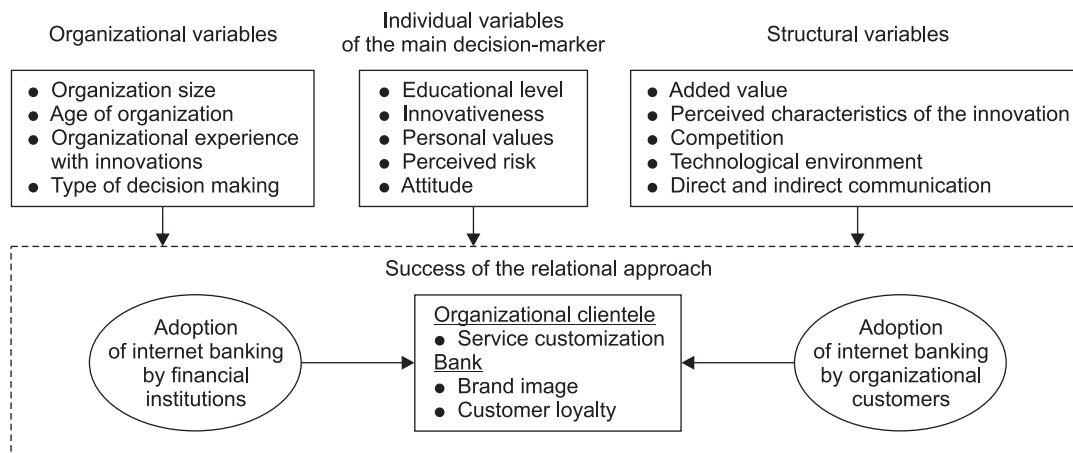 Organizational variables
● Organization size
● Age of organization
● Organizational experience
with innovations
● Type of decision making
Individual variables
of the main decision-marker
● Educational level
● Innovativeness
● Personal values
● Perceived risk
● Attitude
Structural variables
● Added value
● Perceived characteristics of the innovation
● Competition
● Technological environment
● Direct and indirect communication
Success of the relational approach
Adoption
of internet banking
by financial
institutions
Organizational clientele
● Service customization
Bank
● Brand image
● Customer loyalty
Adoption
of internet banking
by organizational
customers